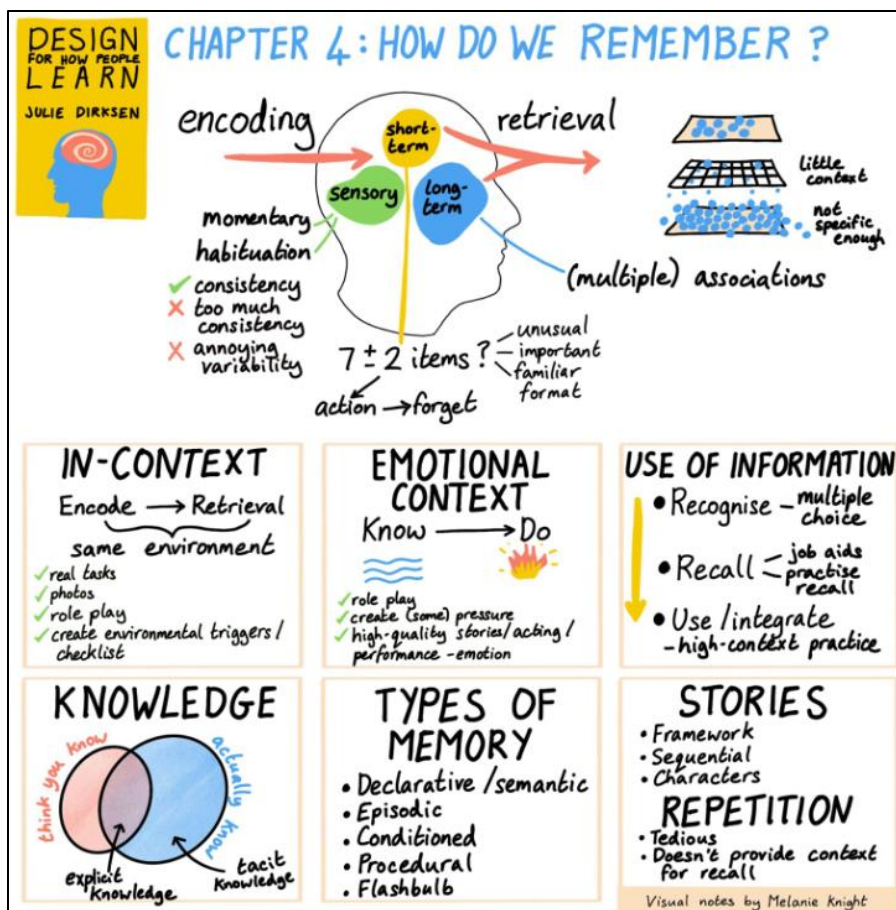 DESIGN
FOR HOW PEOPLE
LEARN
JULIE DIRKSEN
CHAPTER 4: HOW DO WE REMEMBER?
encoding
short-
term
retrieval
sensory
long-
term
little
context
not
specific
enough
momentary
habituation
✓ consistency
✗ too much
consistency
✗ annoying
variability
(multiple) associations
7 ± 2 items ?
unusual
important
familiar
format
action → forget
IN-CONTEXT
Encode → Retrieval
same environment
✓ real tasks
✓ photos
✓ role play
✓ create environmental triggers/
checklist
EMOTIONAL
CONTEXT
Know → Do
✓ role play
✓ create (some) pressure
✓ high-quality stories/acting/
performance - emotion
USE OF INFORMATION
• Recognise - multiple
choice
• Recall
job aids
practise
recall
• Use/integrate
- high-context practice
KNOWLEDGE
think you know
actually know
explicit
knowledge
tacit
knowledge
TYPES OF
MEMORY
• Declarative/semantic
• Episodic
• Conditioned
• Procedural
• Flashbulb
STORIES
• Framework
• Sequential
• Characters
REPETITION
• Tedious
• Doesn't provide context
for recall
Visual notes by Melanie Knight